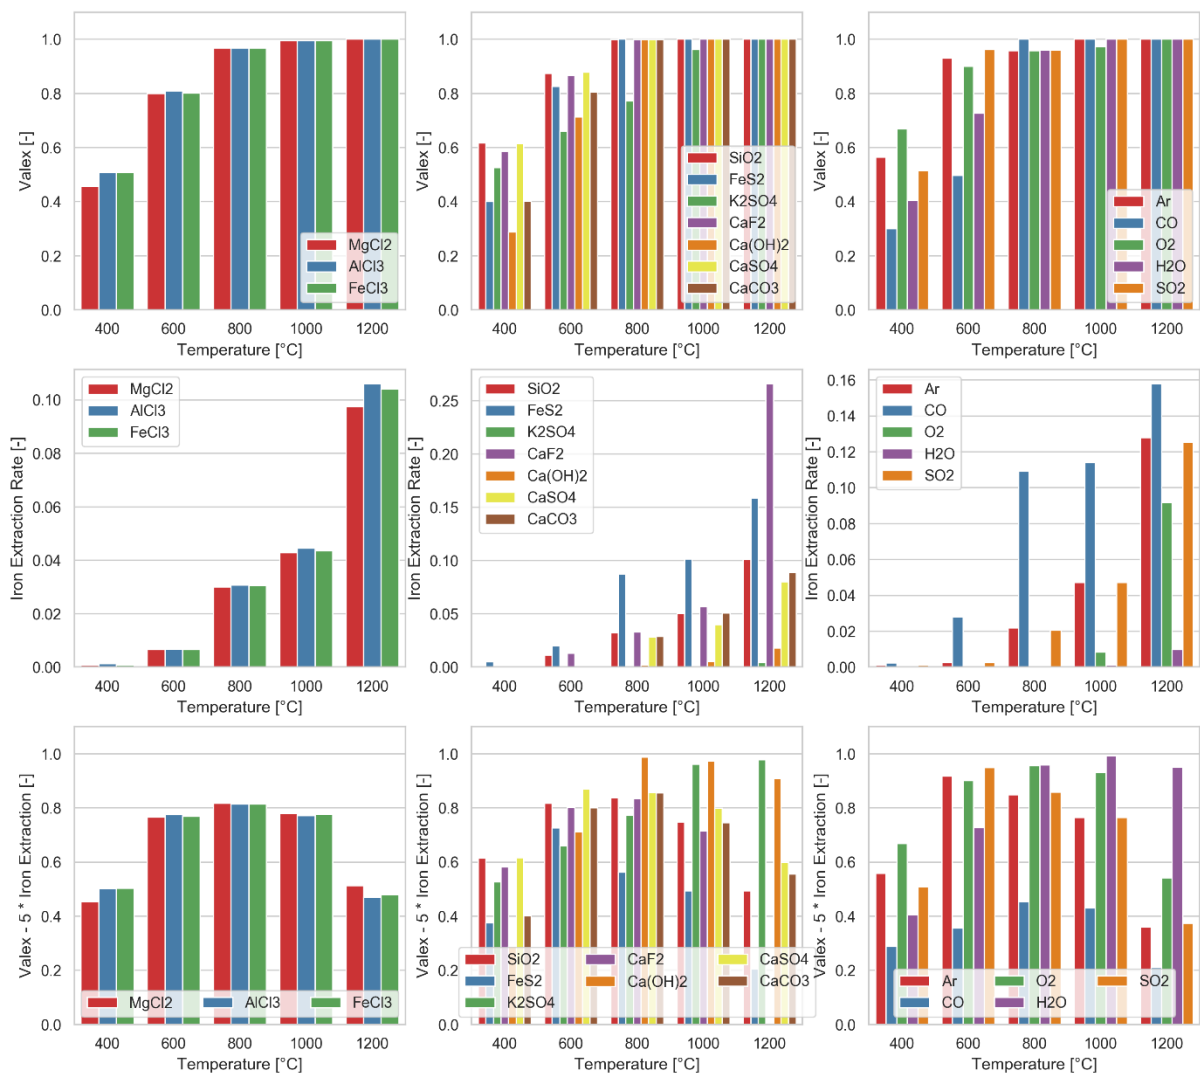 1.0
0.8
0.6
0.4
0.2
0.0
Valex [-]
MgCl2
AlCl3
FeCl3
400 600 800 1000 1200
Temperature [°C]
1.0
0.8
0.6
0.4
0.2
0.0
Valex [-]
SiO2
FeS2
K2SO4
CaF2
Ca(OH)2
CaSO4
CaCO3
400 600 800 1000 1200
Temperature [°C]
1.0
0.8
0.6
0.4
0.2
0.0
Valex [-]
Ar
CO
O2
H2O
SO2
400 600 800 1000 1200
Temperature [°C]
0.10
0.08
0.06
0.04
0.02
0.00
Iron Extraction Rate [-]
MgCl2
AlCl3
FeCl3
400 600 800 1000 1200
Temperature [°C]
0.25
0.20
0.15
0.10
0.05
0.00
Iron Extraction Rate [-]
SiO2
FeS2
K2SO4
CaF2
Ca(OH)2
CaSO4
CaCO3
400 600 800 1000 1200
Temperature [°C]
0.16
0.14
0.12
0.10
0.08
0.06
0.04
0.02
0.00
Iron Extraction Rate [-]
Ar
CO
O2
H2O
SO2
400 600 800 1000 1200
Temperature [°C]
1.0
0.8
0.6
0.4
0.2
0.0
Valex - 5 * Iron Extraction [-]
MgCl2 AlCl3 FeCl3
400 600 800 1000 1200
Temperature [°C]
1.0
0.8
0.6
0.4
0.2
0.0
Valex - 5 * Iron Extraction [-]
SiO2 CaF2 CaSO4
FeS2 Ca(OH)2 CaCO3
K2SO4
400 600 800 1000 1200
Temperature [°C]
1.0
0.8
0.6
0.4
0.2
0.0
Valex - 5 * Iron Extraction [-]
Ar O2 SO2
CO H2O
400 600 800 1000 1200
Temperature [°C]